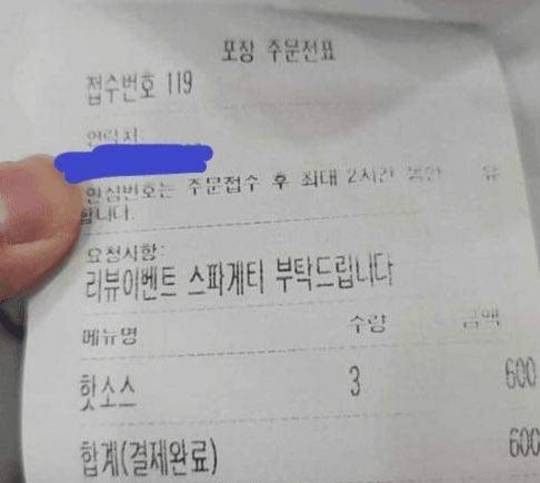 포장 주문전표
접수번호 119
연락처:
안심번호는 주문접수 후 최대 2시간 동안 유
합니다.
요청사항:
리뷰이벤트 스파게티 부탁드립니다
메뉴명 수량 금액
핫소스 3 600
합계(결제완료) 600